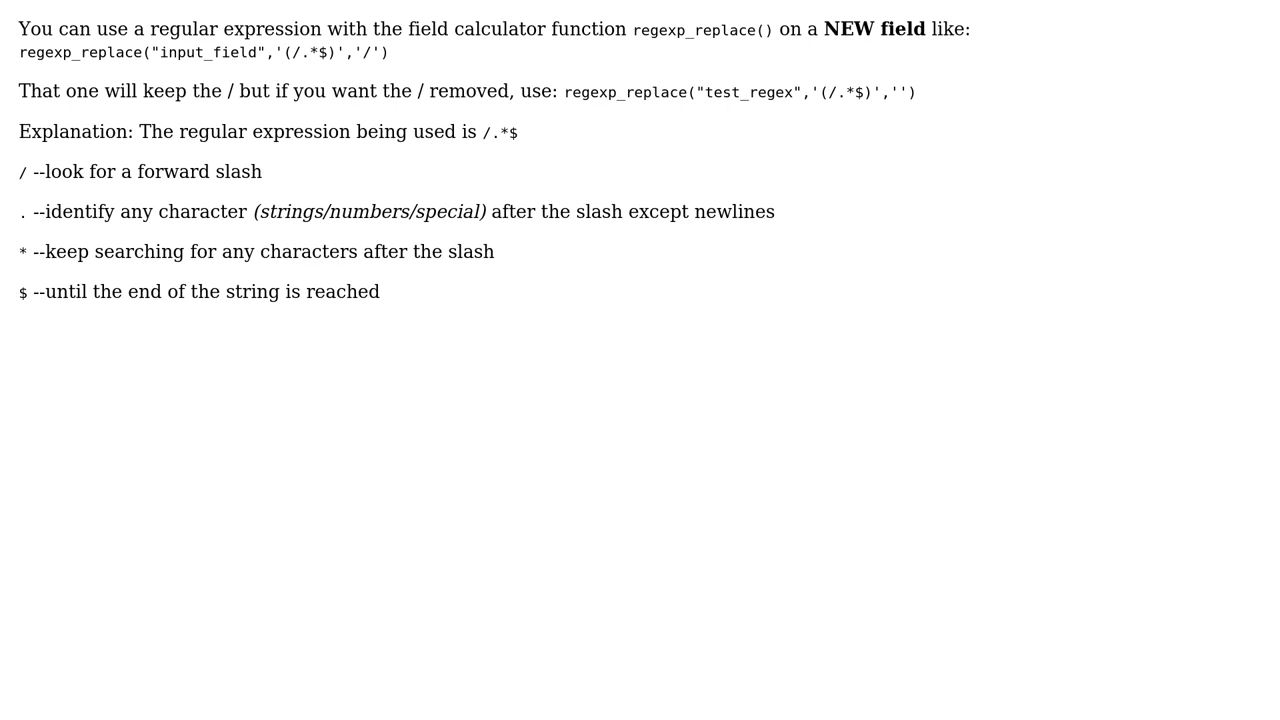 You can use a regular expression with the field calculator function regexp_replace() on a NEW field like:
regexp_replace("input_field",'(/.*$)','/')
That one will keep the / but if you want the / removed, use: regexp_replace("test_regex",'(/.*$)','')
Explanation: The regular expression being used is /.*$
/ --look for a forward slash
. --identify any character (strings/numbers/special) after the slash except newlines
* --keep searching for any characters after the slash
$ --until the end of the string is reached